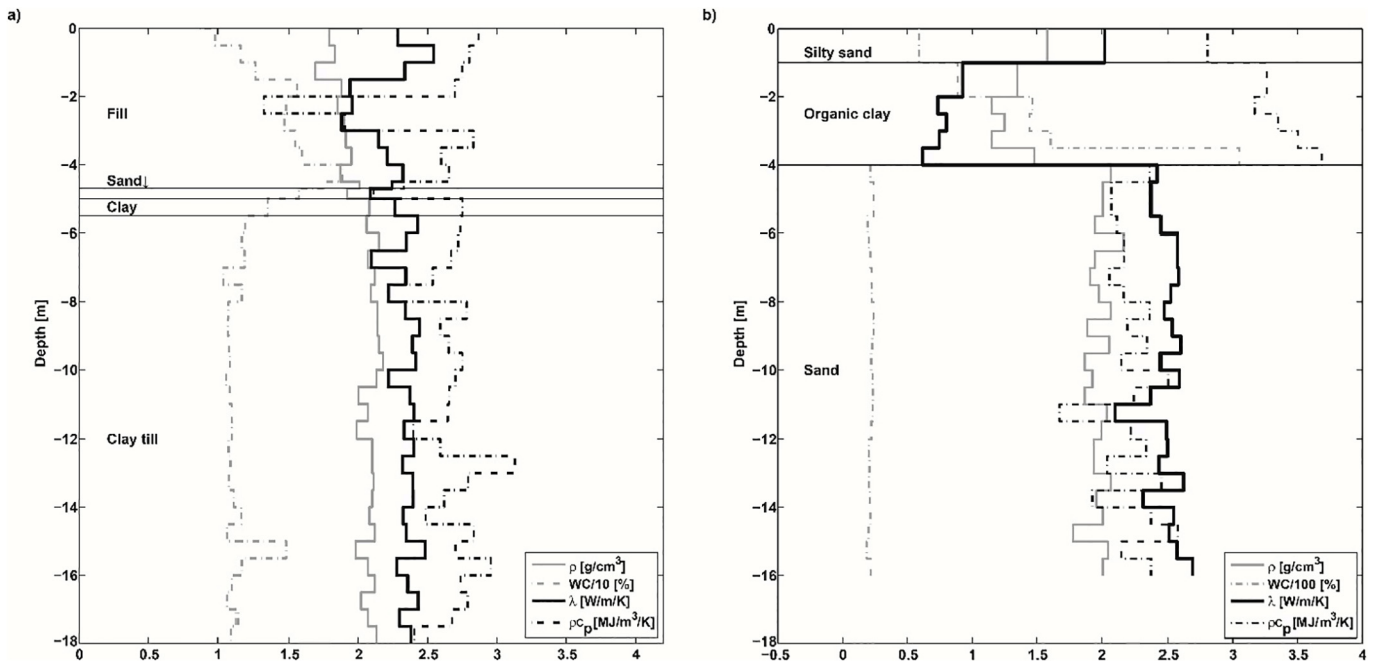 a)
0
Fill
−2
−4
Sand↓
Clay
−6
−8
Depth [m]
−10
Clay till
−12
−14
−16
−18
0 0.5 1 1.5 2 2.5 3 3.5 4
ρ [g/cm³]
WC/10 [%]
λ [W/m/K]
ρcp[MJ/m³/K]
b)
0
Silty sand
−2
Organic clay
−4
−6
−8
Depth [m]
−10
Sand
−12
−14
−16
−18
−0.5 0 0.5 1 1.5 2 2.5 3 3.5 4
ρ [g/cm³]
WC/100 [%]
λ [W/m/K]
ρcp[MJ/m³/K]